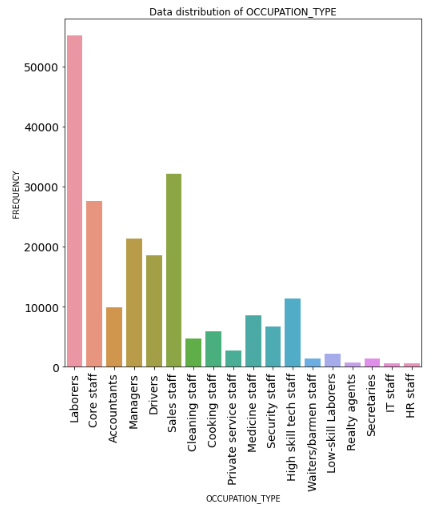 Data distribution of OCCUPATION_TYPE
FREQUENCY
50000
40000
30000
20000
10000
0
Laborers
Core staff
Accountants
Managers
Drivers
Sales staff
Cleaning staff
Cooking staff
Private service staff
Medicine staff
Security staff
High skill tech staff
Waiters/barmen staff
Low-skill Laborers
Realty agents
Secretaries
IT staff
HR staff
OCCUPATION_TYPE